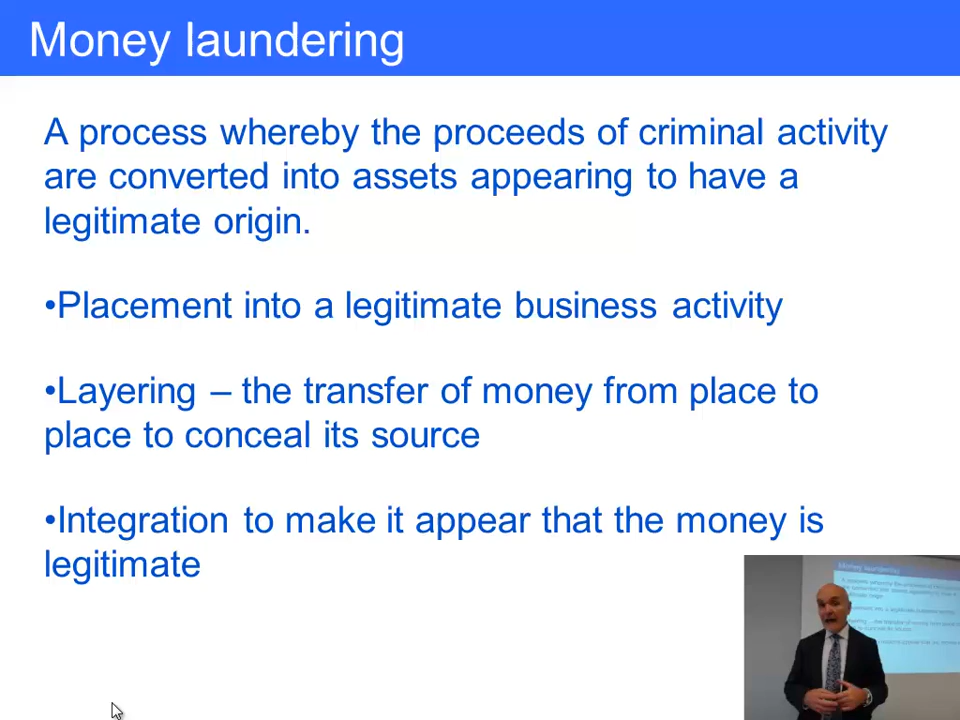 Money laundering
A process whereby the proceeds of criminal activity
are converted into assets appearing to have a
legitimate origin.
•Placement into a legitimate business activity
•Layering – the transfer of money from place to
place to conceal its source
•Integration to make it appear that the money is
legitimate
Money laundering